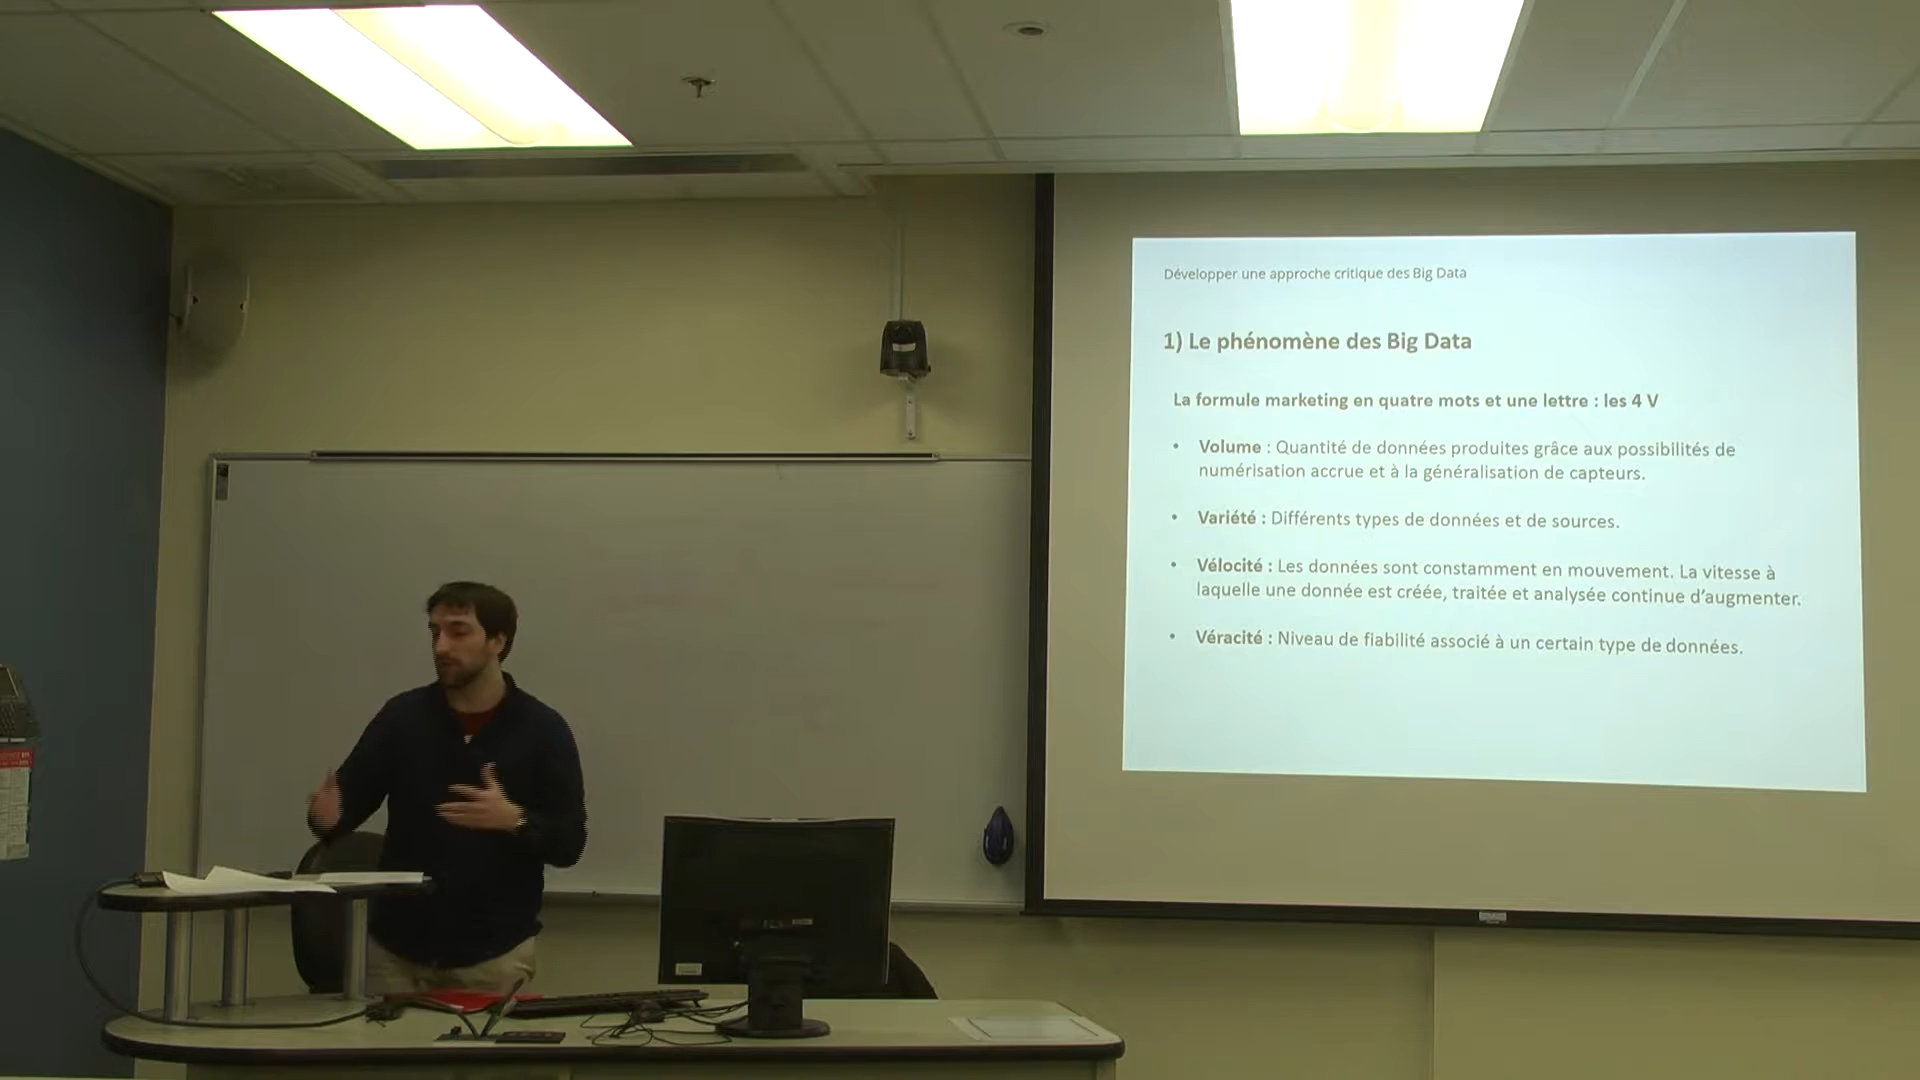 Développer une approche critique des Big Data
1) Le phénomène des Big Data
La formule marketing en quatre mots et une lettre : les 4 V
• Volume : Quantité de données produites grâce aux possibilités de
numérisation accrue et à la généralisation de capteurs.
• Variété : Différents types de données et de sources.
• Vélocité : Les données sont constamment en mouvement. La vitesse à
laquelle une donnée est créée, traitée et analysée continue d'augmenter.
• Véracité : Niveau de fiabilité associé à un certain type de données.